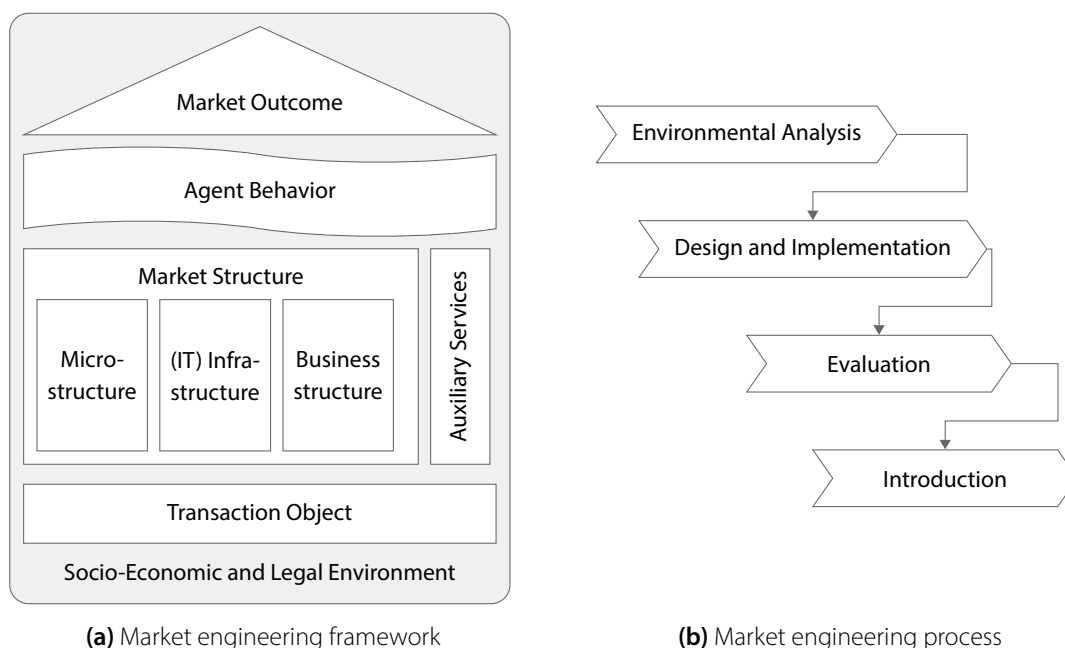 Market Outcome
Agent Behavior
Market Structure
Micro-
structure
(IT) Infra-
structure
Business
structure
Auxiliary Services
Transaction Object
Socio-Economic and Legal Environment
(a) Market engineering framework
Environmental Analysis
Design and Implementation
Evaluation
Introduction
(b) Market engineering process